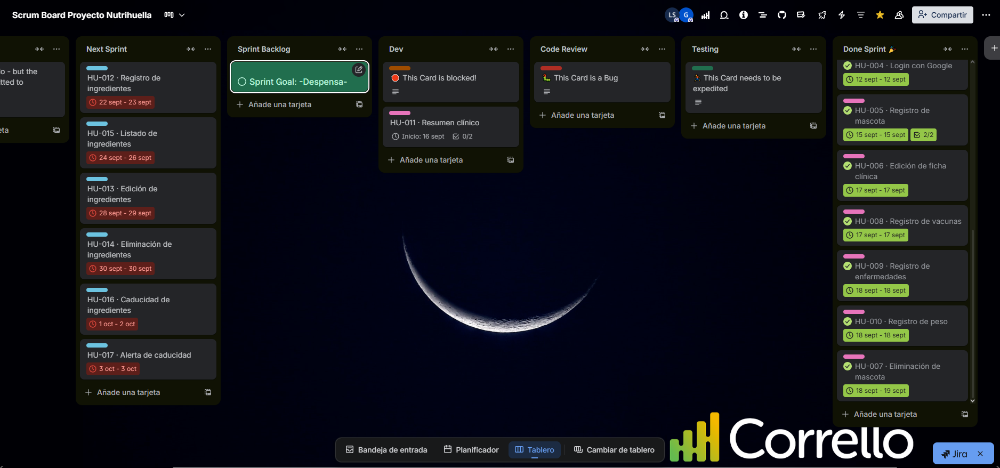 Scrum Board Proyecto Nutrihuella
LS
G
Compartir
o - but the
tted to
eta
Next Sprint
HU-012 · Registro de
ingredientes
22 sept - 23 sept
HU-015 · Listado de
ingredientes
24 sept - 26 sept
HU-013 · Edición de
ingredientes
28 sept - 29 sept
HU-014 · Eliminación de
ingredientes
30 sept - 30 sept
HU-016 · Caducidad de
ingredientes
1 oct - 2 oct
HU-017 · Alerta de caducidad
3 oct - 3 oct
Añade una tarjeta
Sprint Backlog
Sprint Goal: -Despensa-
Añade una tarjeta
Dev
This Card is blocked!
HU-011 · Resumen clínico
Inicio: 16 sept
0/2
Añade una tarjeta
Code Review
This Card is a Bug
Añade una tarjeta
Testing
This Card needs to be
expedited
Añade una tarjeta
Done Sprint
HU-004 · Login con Google
12 sept - 12 sept
HU-005 · Registro de
mascota
15 sept - 15 sept
2/2
HU-006 · Edición de ficha
clínica
17 sept - 17 sept
HU-008 · Registro de vacunas
17 sept - 17 sept
HU-009 · Registro de
enfermedades
18 sept - 18 sept
HU-010 · Registro de peso
18 sept - 18 sept
HU-007 · Eliminación de
mascota
18 sept - 19 sept
Añade una tarjeta
Bandeja de entrada
Planificador
Tablero
Cambiar de tablero
Corrello
Jira